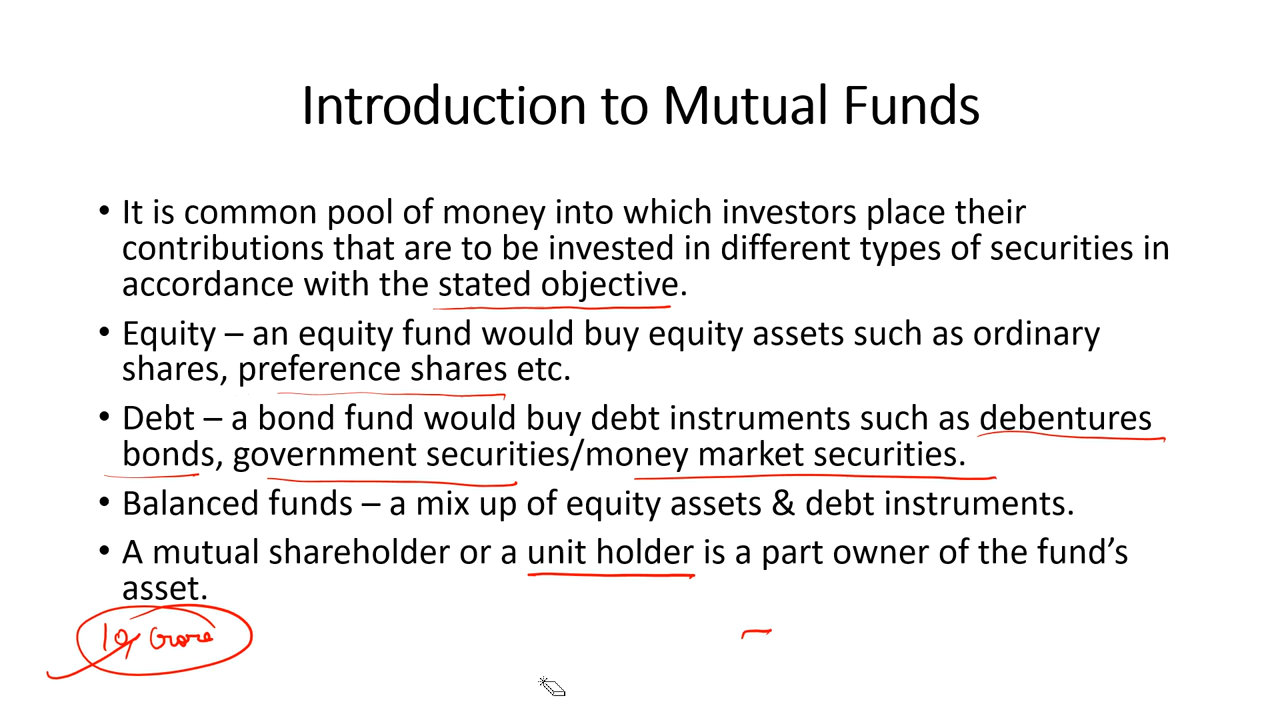 Introduction to Mutual Funds
• It is common pool of money into which investors place their
contributions that are to be invested in different types of securities in
accordance with the stated objective.
• Equity – an equity fund would buy equity assets such as ordinary
shares, preference shares etc.
• Debt – a bond fund would buy debt instruments such as debentures
bonds, government securities/money market securities.
• Balanced funds – a mix up of equity assets & debt instruments.
• A mutual shareholder or a unit holder is a part owner of the fund’s
asset.
Crore